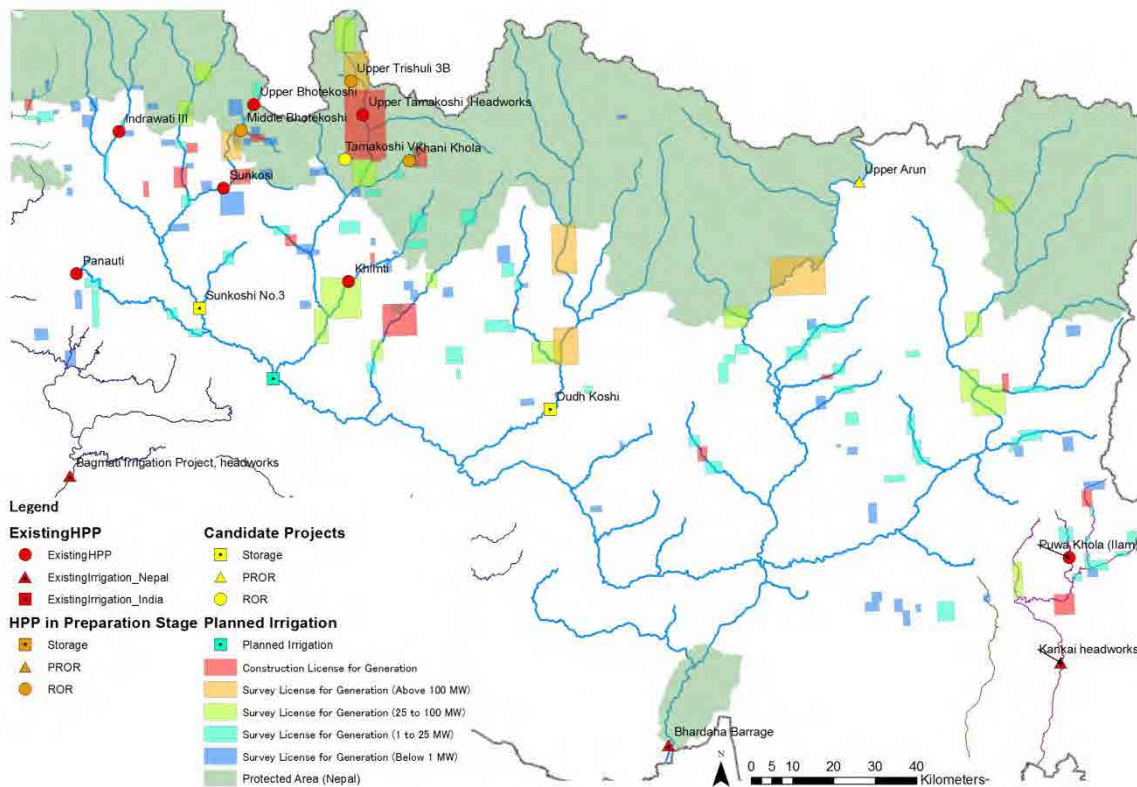 Upper Trishuli 3B
Upper Bhotekoshi
Upper Tamakoshi Headworks
Indrawati III
Middle Bhotekoshi
Tamakoshi V
Khani Khola
Upper Arun
Sunkosi
Panauti
Khimti
Sunkoshi No.3
Dudh Koshi
Bagmati Irrigation Project, headworks
Puwa Khola (Ilam)
Kankai headworks
Bhardaha Barrage
Legend
ExistingHPP
ExistingHPP
ExistingIrrigation_Nepal
ExistingIrrigation_India
HPP in Preparation Stage
Storage
PROR
ROR
Candidate Projects
Storage
PROR
ROR
Planned Irrigation
Planned Irrigation
Construction License for Generation
Survey License for Generation (Above 100 MW)
Survey License for Generation (25 to 100 MW)
Survey License for Generation (1 to 25 MW)
Survey License for Generation (Below 1 MW)
Protected Area (Nepal)
N
0 5 10 20 30 40
Kilometers